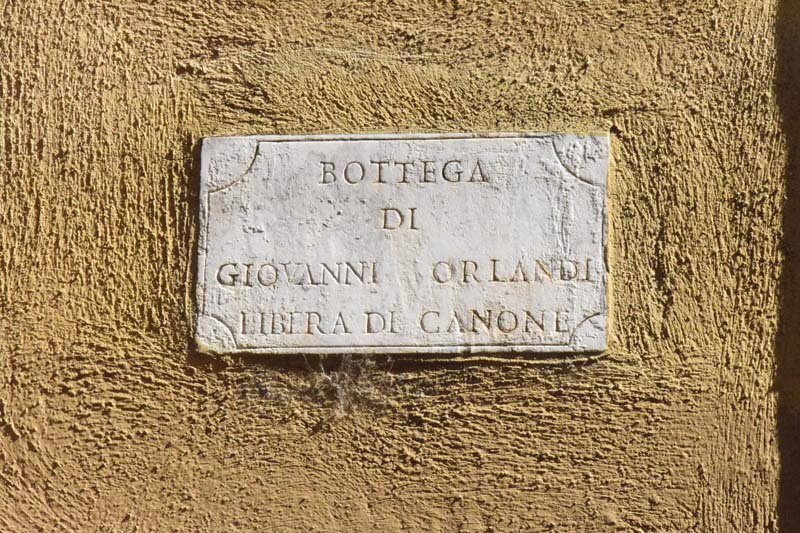 BOTTEGA
DI
GIOVANNI ORLANDI
LIBERA DI CANONE